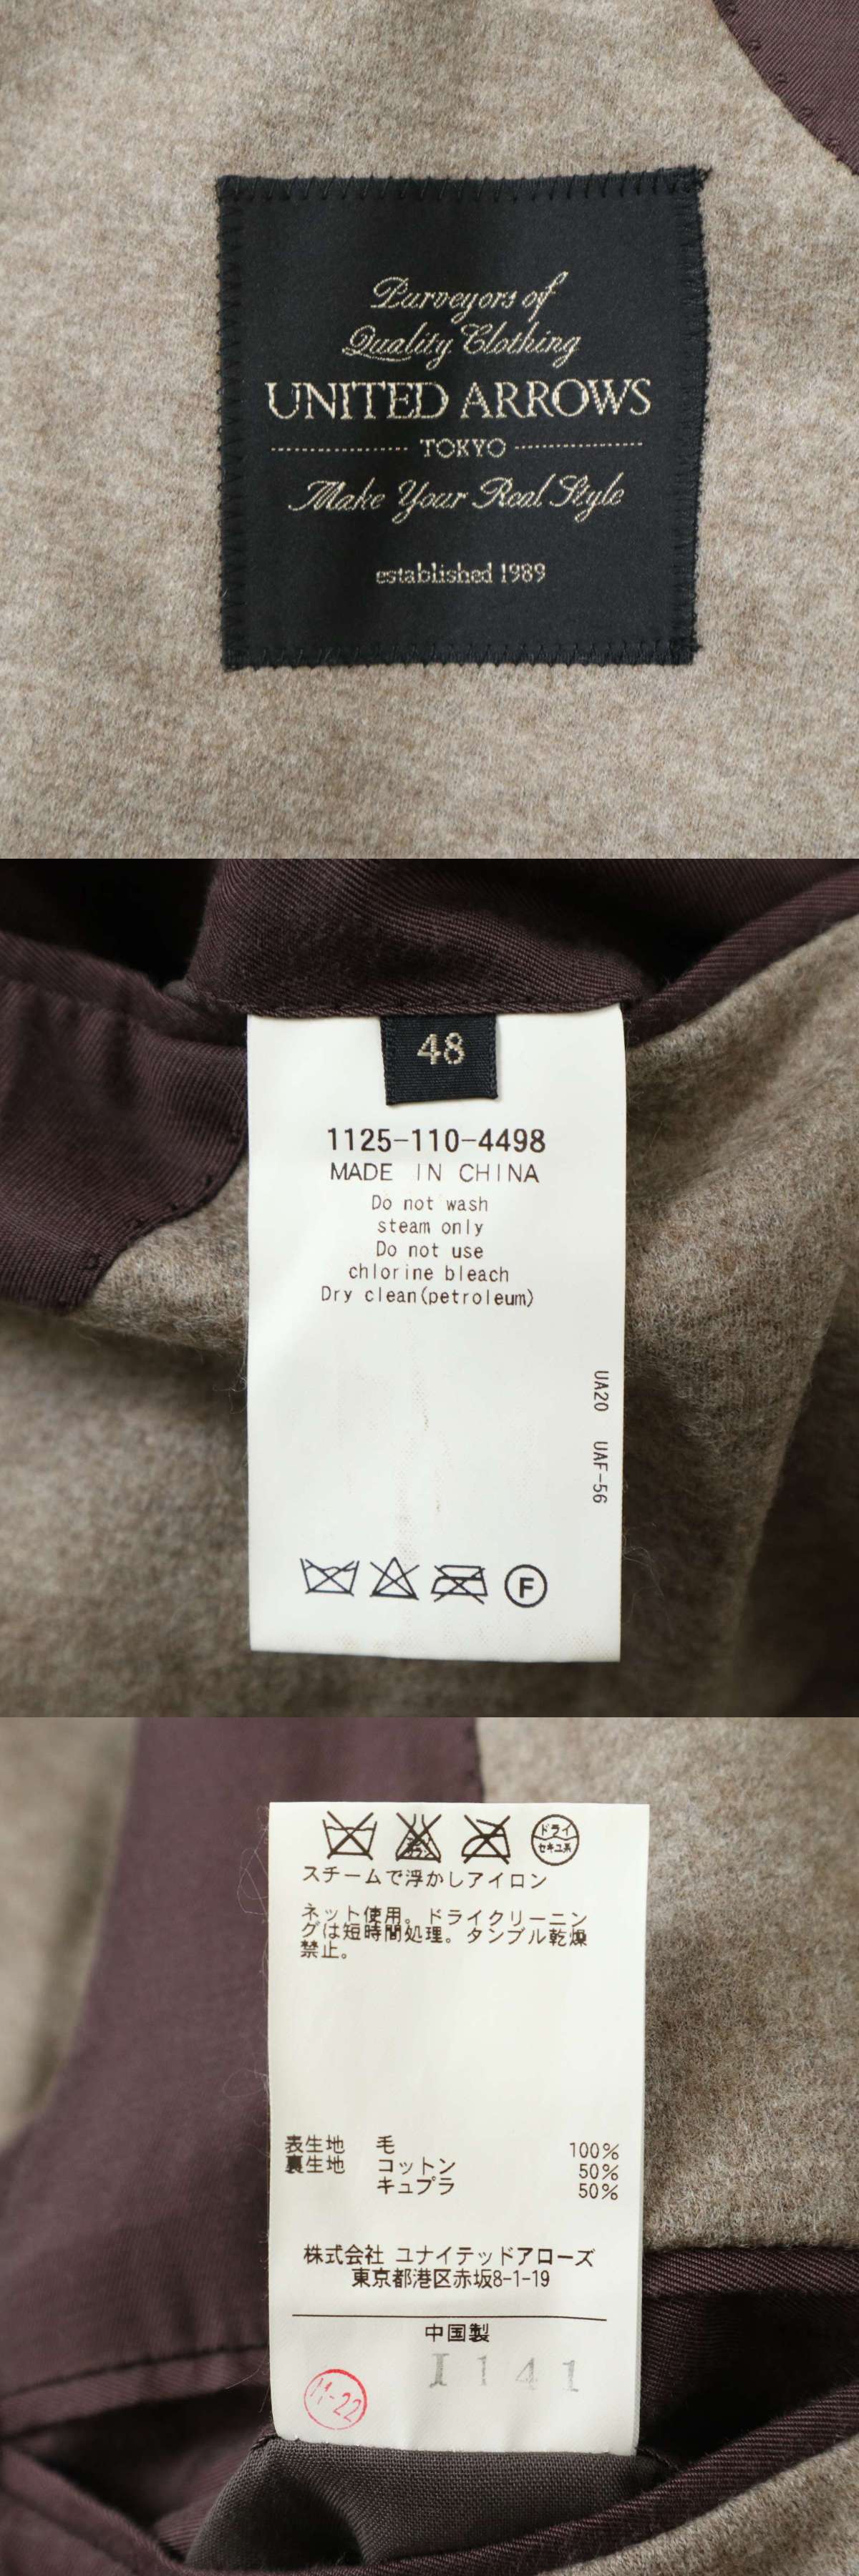 Purveyors of
Quality Clothing
UNITED ARROWS
TOKYO
Make Your Real Style
established 1989
48
1125-110-4498
MADE IN CHINA
Do not wash
steam only
Do not use
chlorine bleach
Dry clean(petroleum)
UA20 UAF-56
F
ドライ
セキユ系
スチームで浮かしアイロン
ネット使用。ドライクリーニン
グは短時間処理。タンブル乾燥
禁止。
表生地 毛 100%
裏生地 コットン 50%
キュプラ 50%
株式会社 ユナイテッドアローズ
東京都港区赤坂8-1-19
中国製
I 1 4 1
H-22